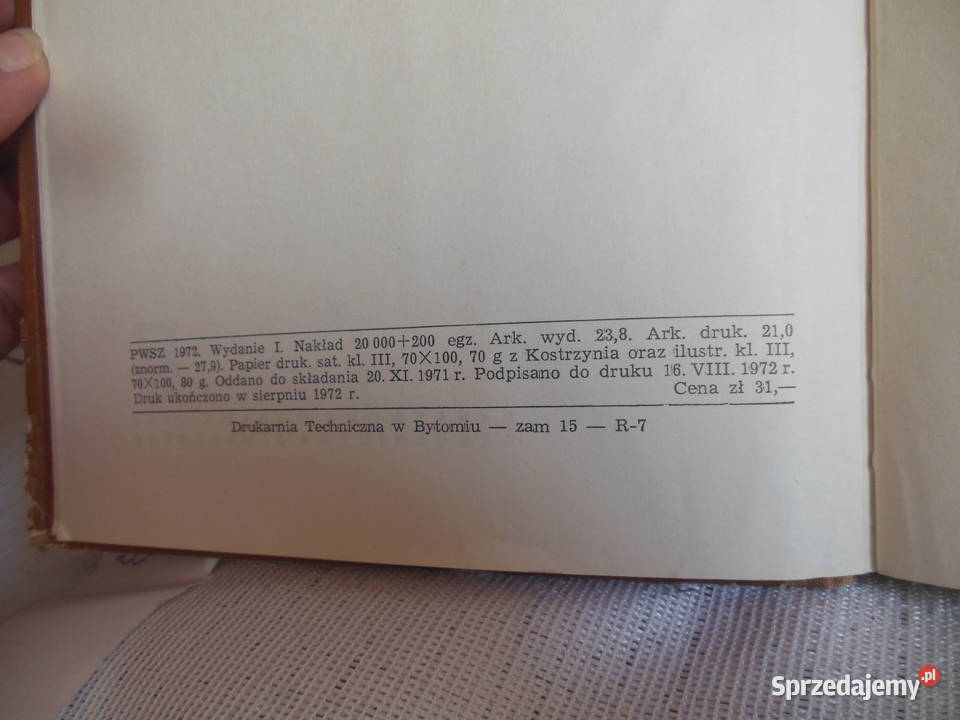 PWSZ 1972. Wydanie I. Nakład 20 000+200 egz. Ark. wyd. 23,8. Ark. druk. 21,0
(znorm. — 27,9). Papier druk. sat. kl. III, 70×100, 70 g z Kostrzynia oraz ilustr. kl. III,
70×100, 80 g. Oddano do składania 20. XI. 1971 r. Podpisano do druku 16. VIII. 1972 r.
Druk ukończono w sierpniu 1972 r. Cena zł 31,—
Drukarnia Techniczna w Bytomiu — zam 15 — R-7
Sprzedajemy.pl